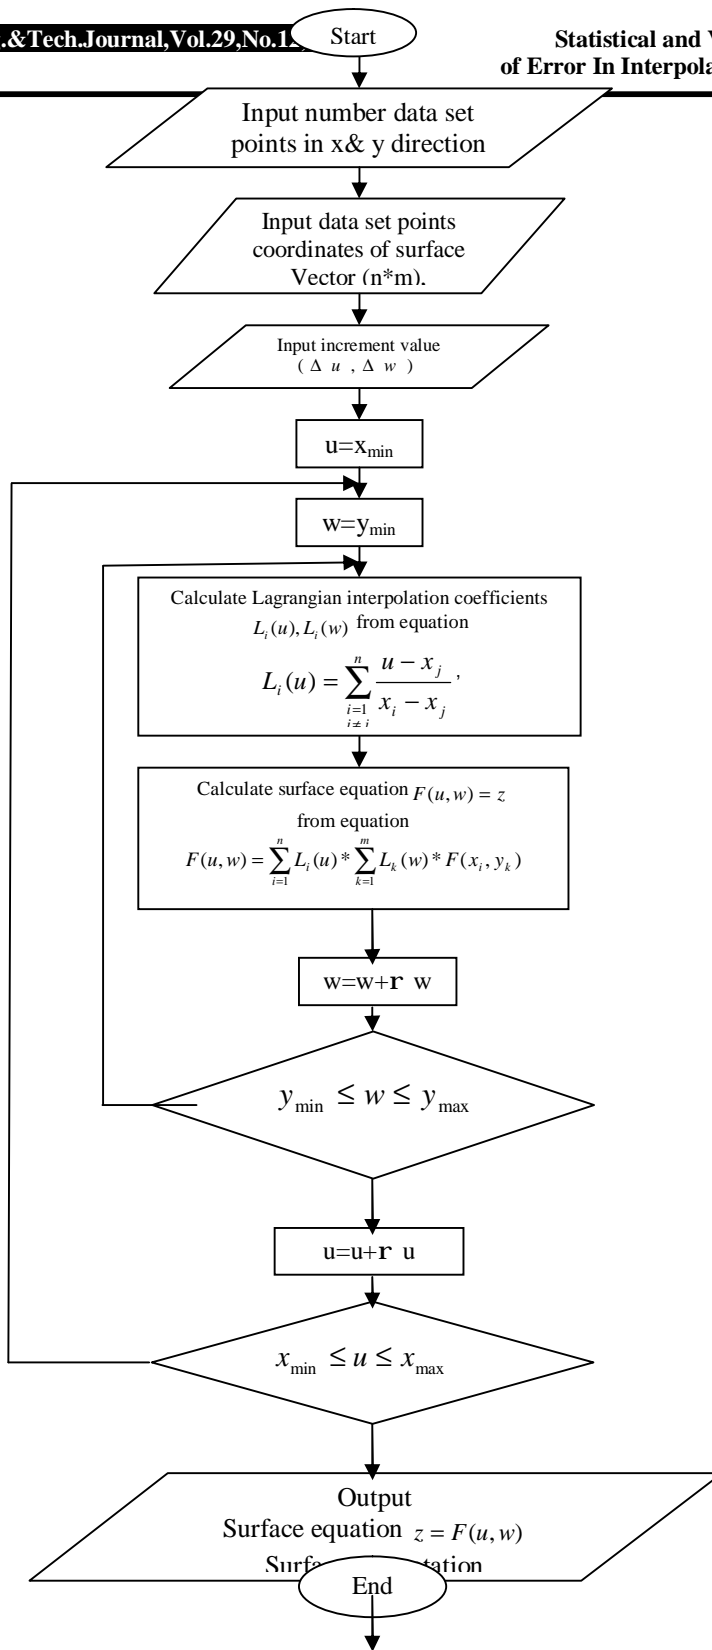 .&Tech.Journal,Vol.29,No.12,
Start
Statistical and V
of Error In Interpola
Input number data set
points in x& y direction
Input data set points
coordinates of surface
Vector (n*m).
Input increment value
( Δ u , Δ w )
u=x_min
w=y_min
Calculate Lagrangian interpolation coefficients
L_i(u), L_i(w) from equation
L_i(u) = ∑_{i=1, i≠j}^{n} (u − x_j)/(x_i − x_j) ,
Calculate surface equation F(u, w) = z
from equation
F(u, w) = ∑_{i=1}^{n} L_i(u) * ∑_{k=1}^{m} L_k(w) * F(x_i, y_k)
w=w+r w
y_min ≤ w ≤ y_max
u=u+r u
x_min ≤ u ≤ x_max
Output
Surface equation z = F(u, w)
End